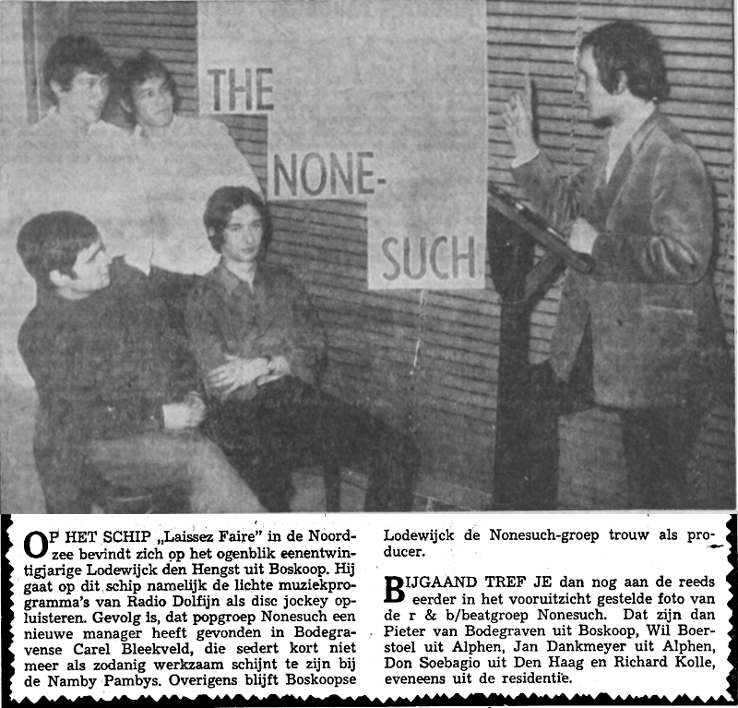 THE
NONE-
SUCH
OP HET SCHIP „Laissez Faire” in de Noord-
zee bevindt zich op het ogenblik eenentwin-
tigjarige Lodewijck den Hengst uit Boskoop. Hij
gaat op dit schip namelijk de lichte muziekpro-
gramma's van Radio Dolfijn als disc jockey op-
luisteren. Gevolg is, dat popgroep Nonesuch een
nieuwe manager heeft gevonden in Bodegra-
vense Carel Bleekveld, die sedert kort niet
meer als zodanig werkzaam schijnt te zijn bij
de Namby Pambys. Overigens blijft Boskoopse
Lodewijck de Nonesuch-groep trouw als pro-
ducer.
BIJGAAND TREF JE dan nog aan de reeds
eerder in het vooruitzicht gestelde foto van
de r & b/beatgroep Nonesuch. Dat zijn dan
Pieter van Bodegraven uit Boskoop, Wil Boer-
stoel uit Alphen, Jan Dankmeyer uit Alphen,
Don Soebagio uit Den Haag en Richard Kolle,
eveneens uit de residentie.